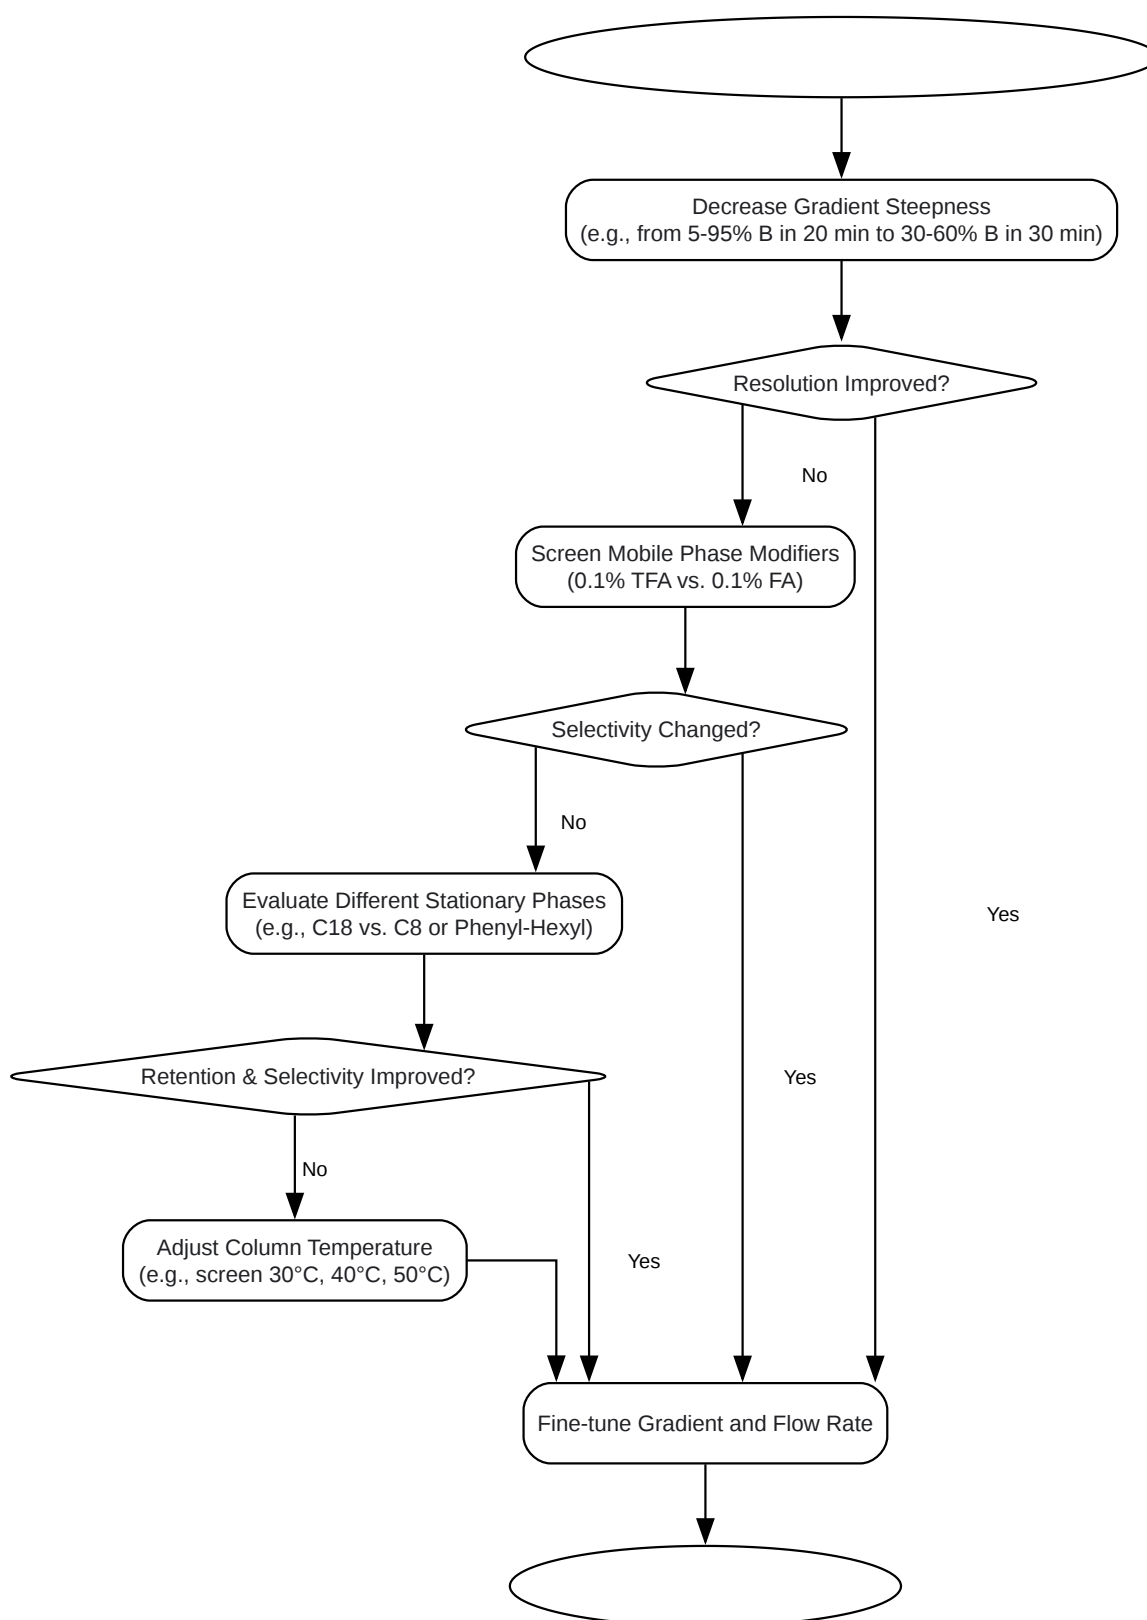 Decrease Gradient Steepness
(e.g., from 5-95% B in 20 min to 30-60% B in 30 min)
Resolution Improved?
No
Screen Mobile Phase Modifiers
(0.1% TFA vs. 0.1% FA)
Selectivity Changed?
No
Evaluate Different Stationary Phases
(e.g., C18 vs. C8 or Phenyl-Hexyl)
Yes
Retention & Selectivity Improved?
Yes
No
Adjust Column Temperature
(e.g., screen 30°C, 40°C, 50°C)
Yes
Fine-tune Gradient and Flow Rate